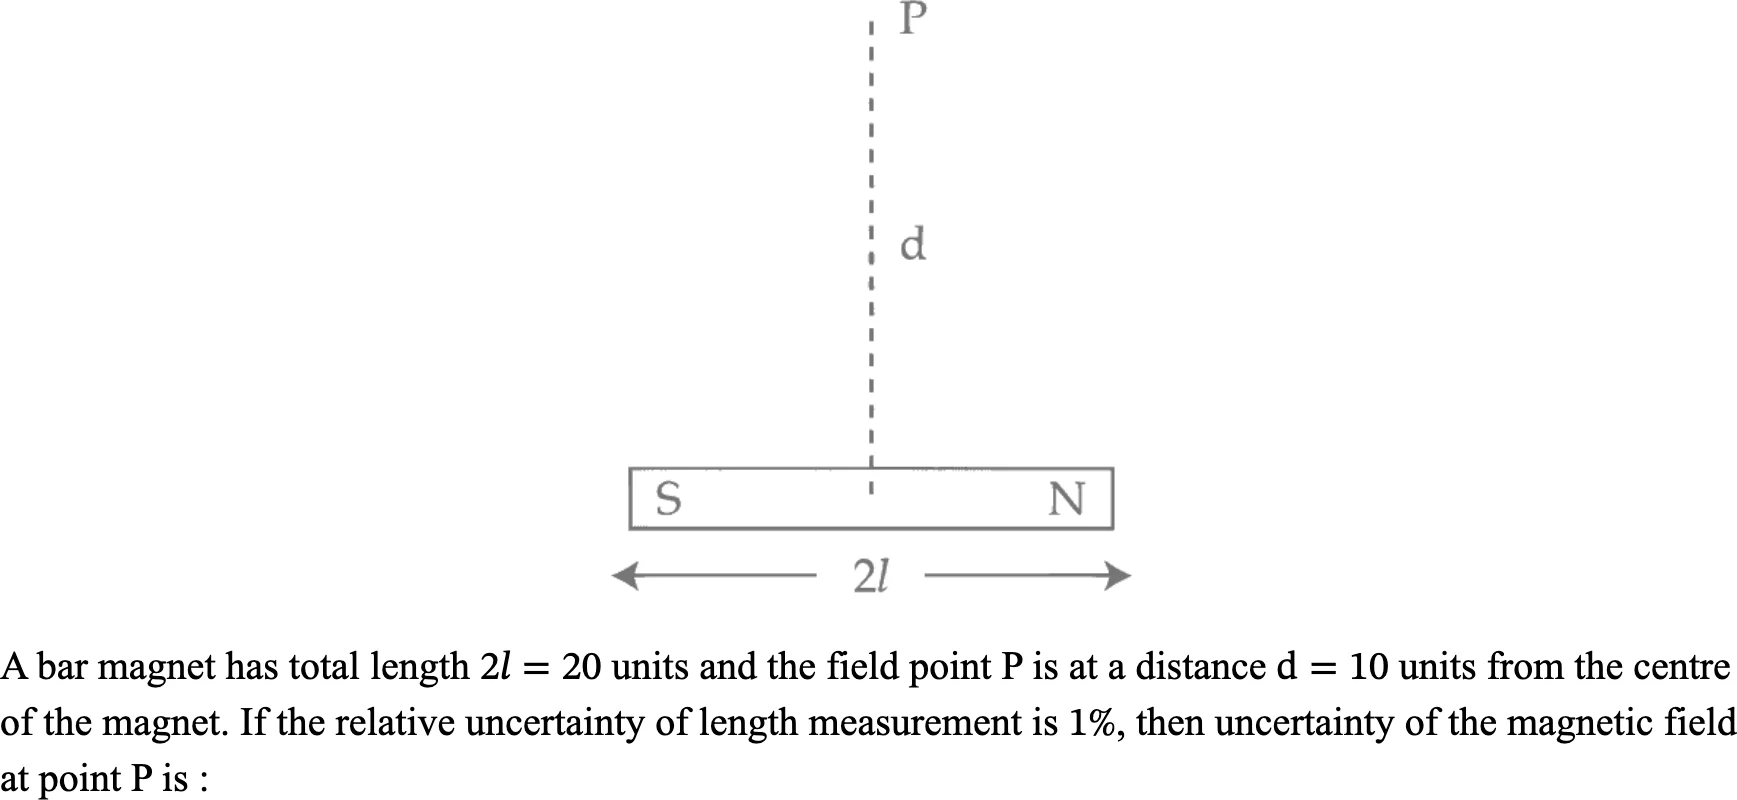 P
d
S N
2l
A bar magnet has total length 2l = 20 units and the field point P is at a distance d = 10 units from the centre
of the magnet. If the relative uncertainty of length measurement is 1%, then uncertainty of the magnetic field
at point P is :